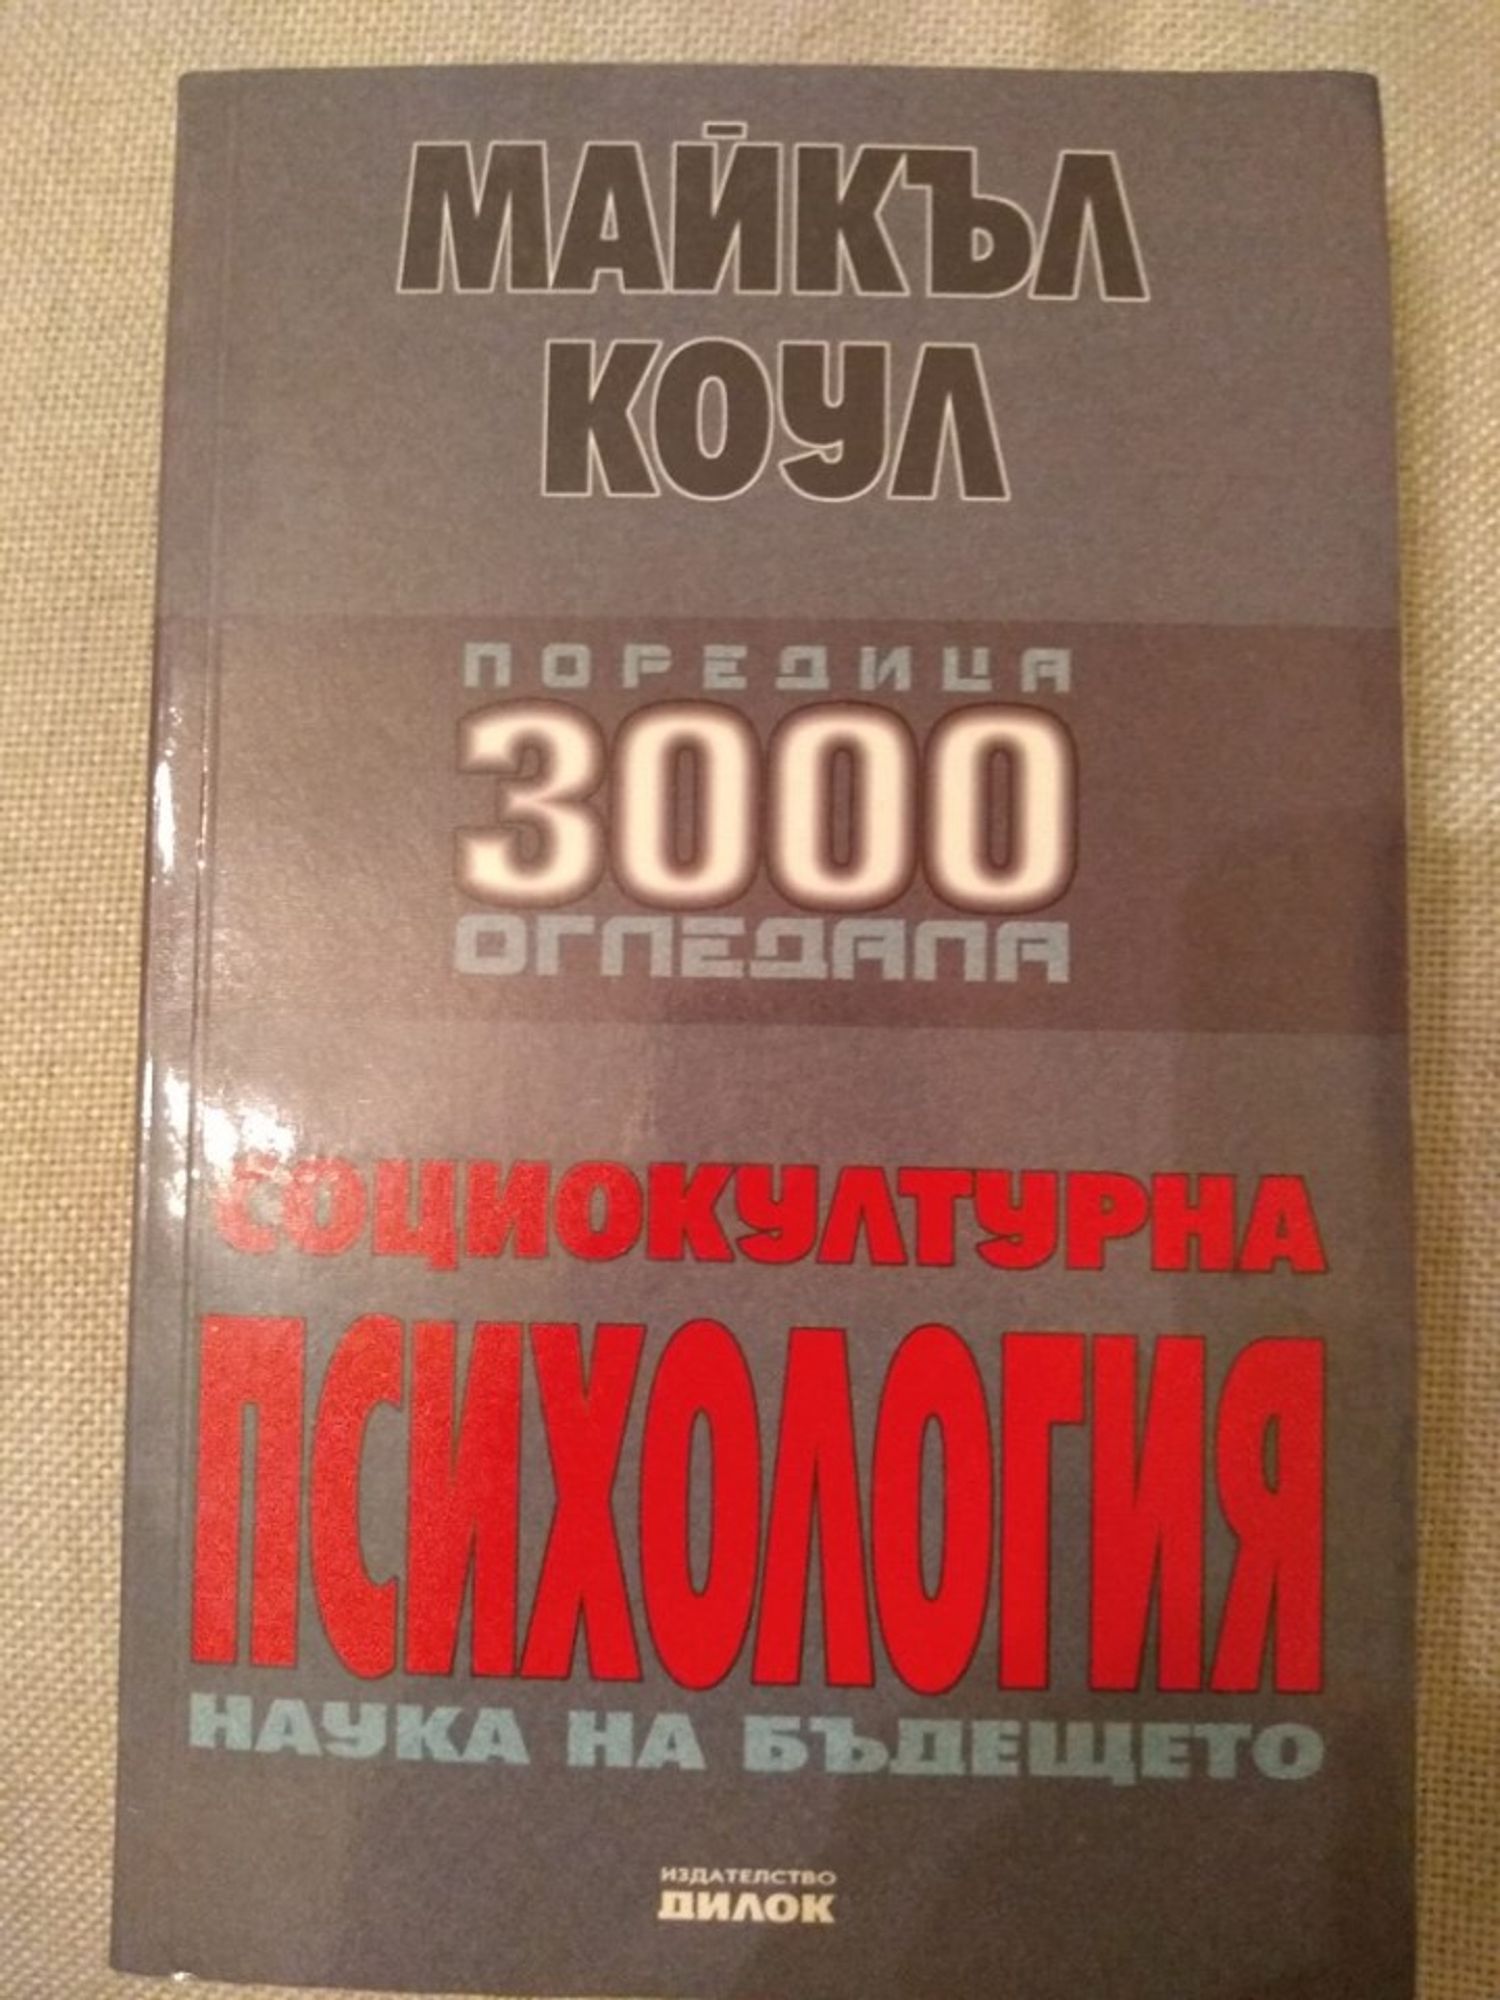 МАЙКЪЛ
КОУЛ
ПОРЕДИЦА
3000
ОГЛЕДАЛА
СОЦИОКУЛТУРНА
ПСИХОЛОГИЯ
НАУКА НА БЪДЕЩЕТО
ИЗДАТЕЛСТВО
ДИЛОК